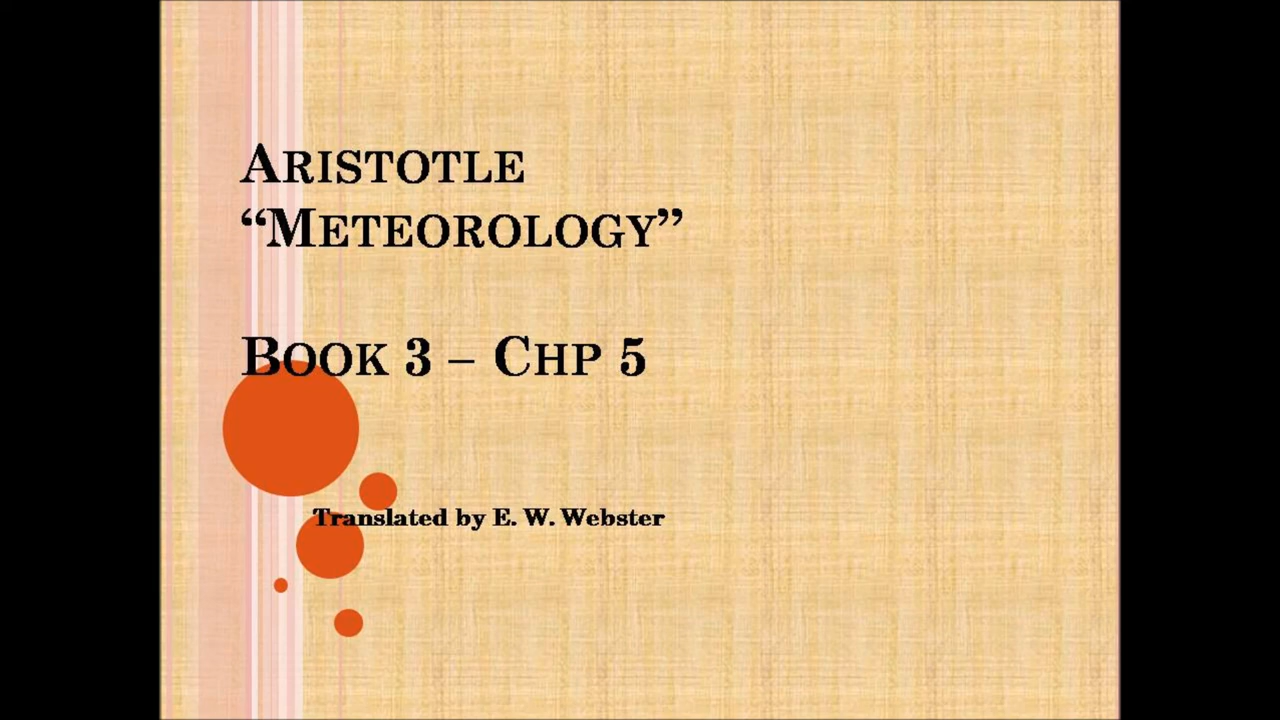 ARISTOTLE
“METEOROLOGY”
BOOK 3 – CHP 5
Translated by E. W. Webster